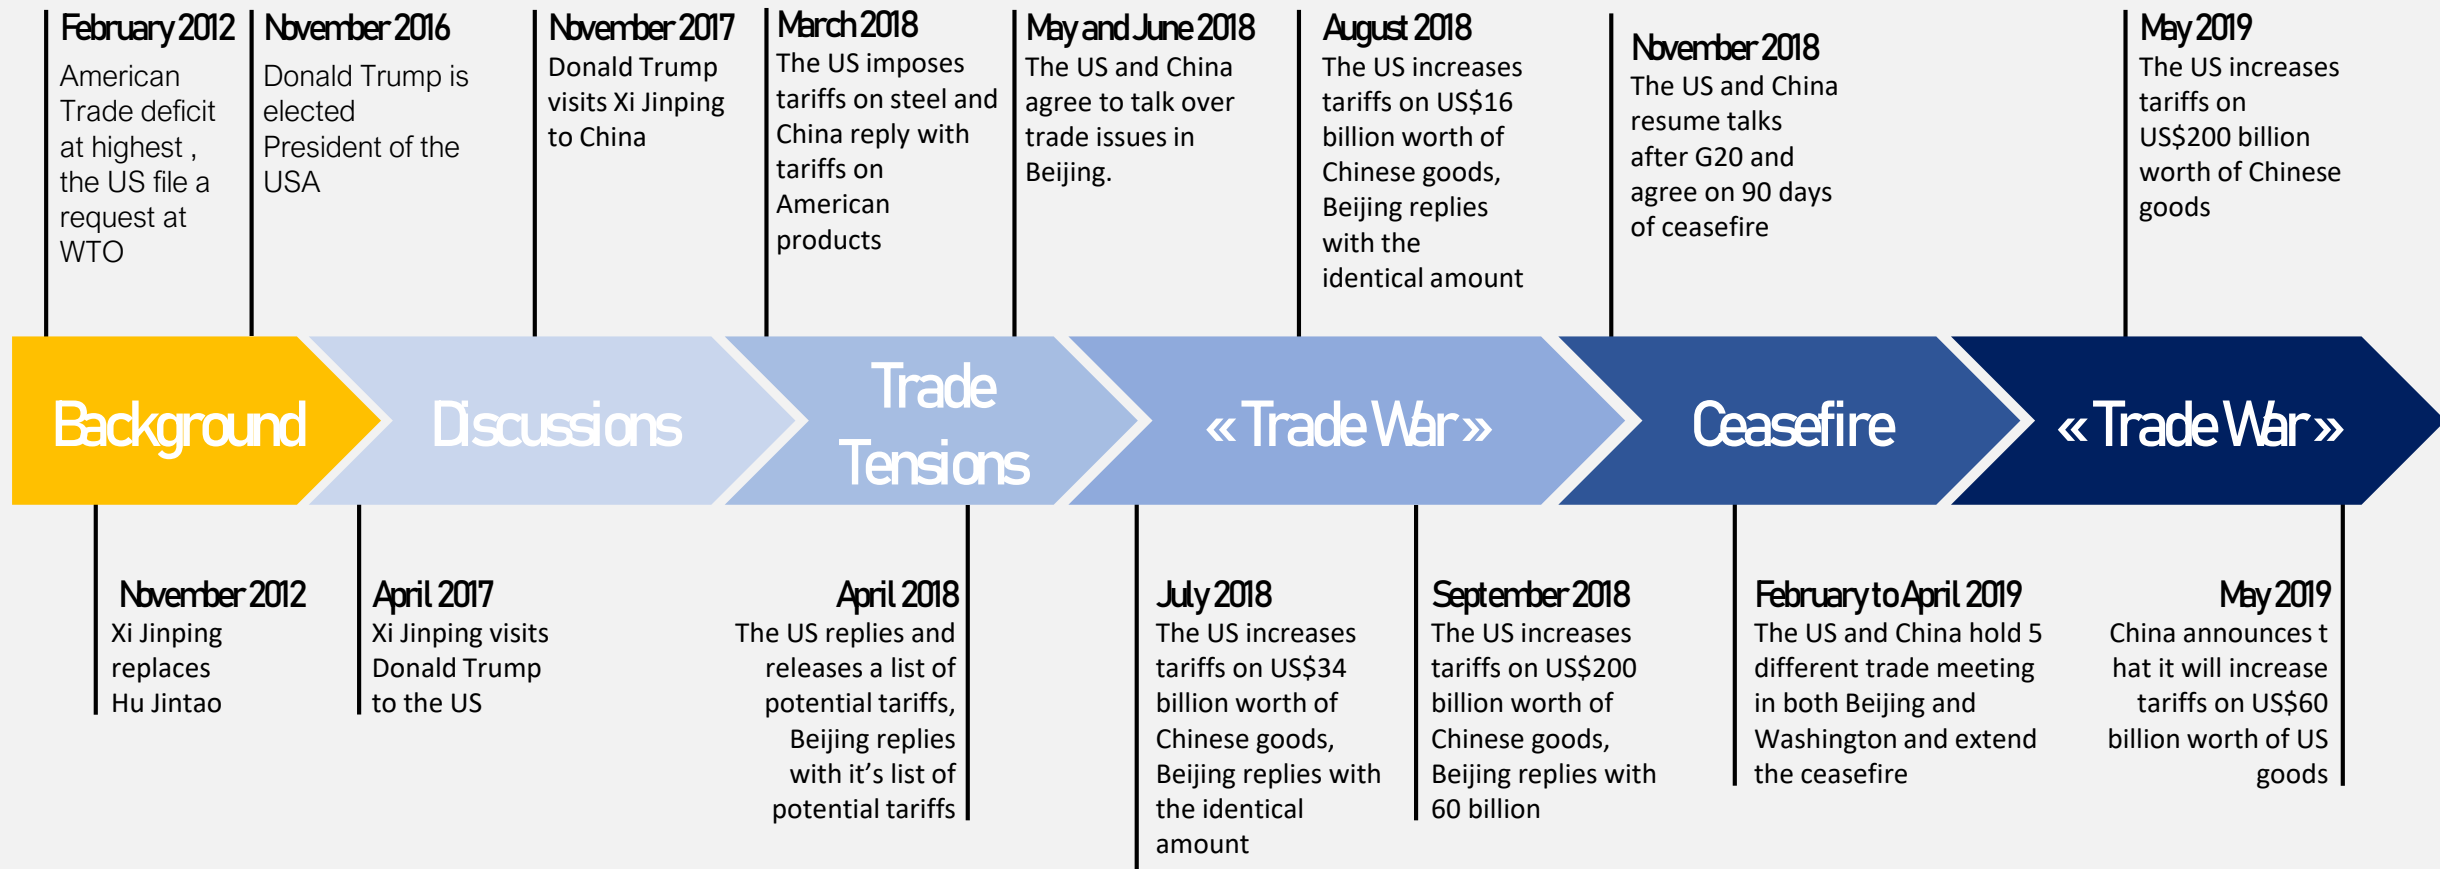 February 2012
American
Trade deficit
at highest ,
the US file a
request at
WTO
November 2016
Donald Trump is
elected
President of the
USA
November 2017
Donald Trump
visits Xi Jinping
to China
March 2018
The US imposes
tariffs on steel and
China reply with
tariffs on
American
products
May and June 2018
The US and China
agree to talk over
trade issues in
Beijing.
August 2018
The US increases
tariffs on US$16
billion worth of
Chinese goods,
Beijing replies
with the
identical amount
November 2018
The US and China
resume talks
after G20 and
agree on 90 days
of ceasefire
May 2019
The US increases
tariffs on
US$200 billion
worth of Chinese
goods
Background
Discussions
Trade
Tensions
« Trade War »
Ceasefire
« Trade War »
November 2012
Xi Jinping
replaces
Hu Jintao
April 2017
Xi Jinping visits
Donald Trump
to the US
April 2018
The US replies and
releases a list of
potential tariffs,
Beijing replies
with it’s list of
potential tariffs
July 2018
The US increases
tariffs on US$34
billion worth of
Chinese goods,
Beijing replies with
the identical
amount
September 2018
The US increases
tariffs on US$200
billion worth of
Chinese goods,
Beijing replies with
60 billion
February to April 2019
The US and China hold 5
different trade meeting
in both Beijing and
Washington and extend
the ceasefire
May 2019
China announces t
hat it will increase
tariffs on US$60
billion worth of US
goods